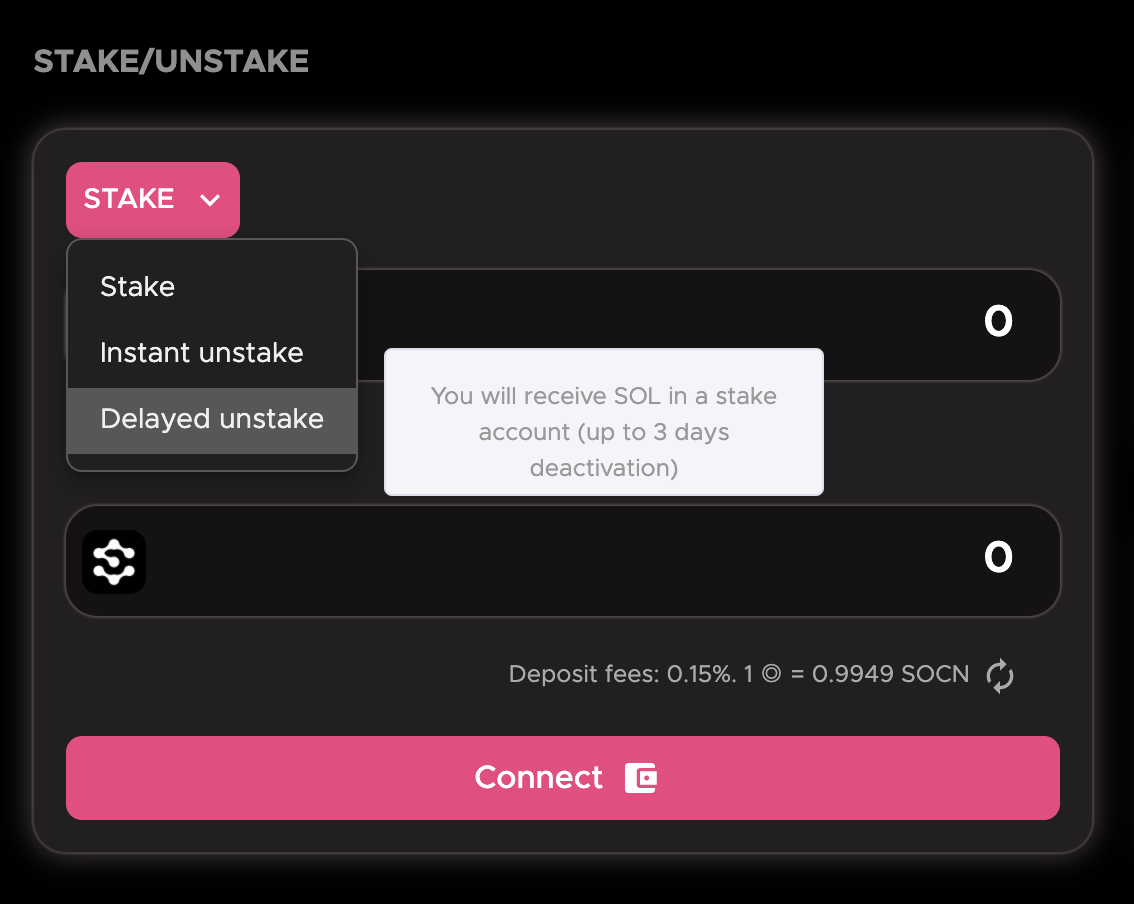 STAKE/UNSTAKE
STAKE
Stake
Instant unstake
Delayed unstake
0
You will receive SOL in a stake
account (up to 3 days
deactivation)
0
Deposit fees: 0.15%. 1 ◎ = 0.9949 SOCN
Connect